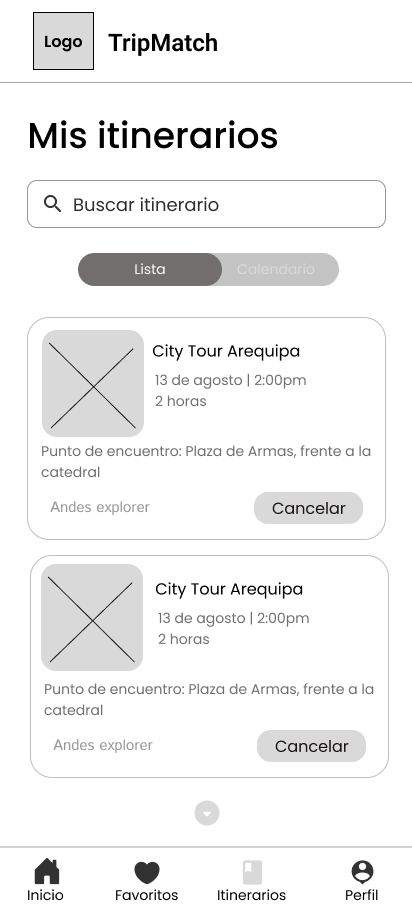 Logo
TripMatch
Mis itinerarios
Buscar itinerario
Lista
Calendario
City Tour Arequipa
13 de agosto | 2:00pm
2 horas
Punto de encuentro: Plaza de Armas, frente a la
catedral
Andes explorer
Cancelar
City Tour Arequipa
13 de agosto | 2:00pm
2 horas
Punto de encuentro: Plaza de Armas, frente a la
catedral
Andes explorer
Cancelar
Inicio
Favoritos
Itinerarios
Perfil